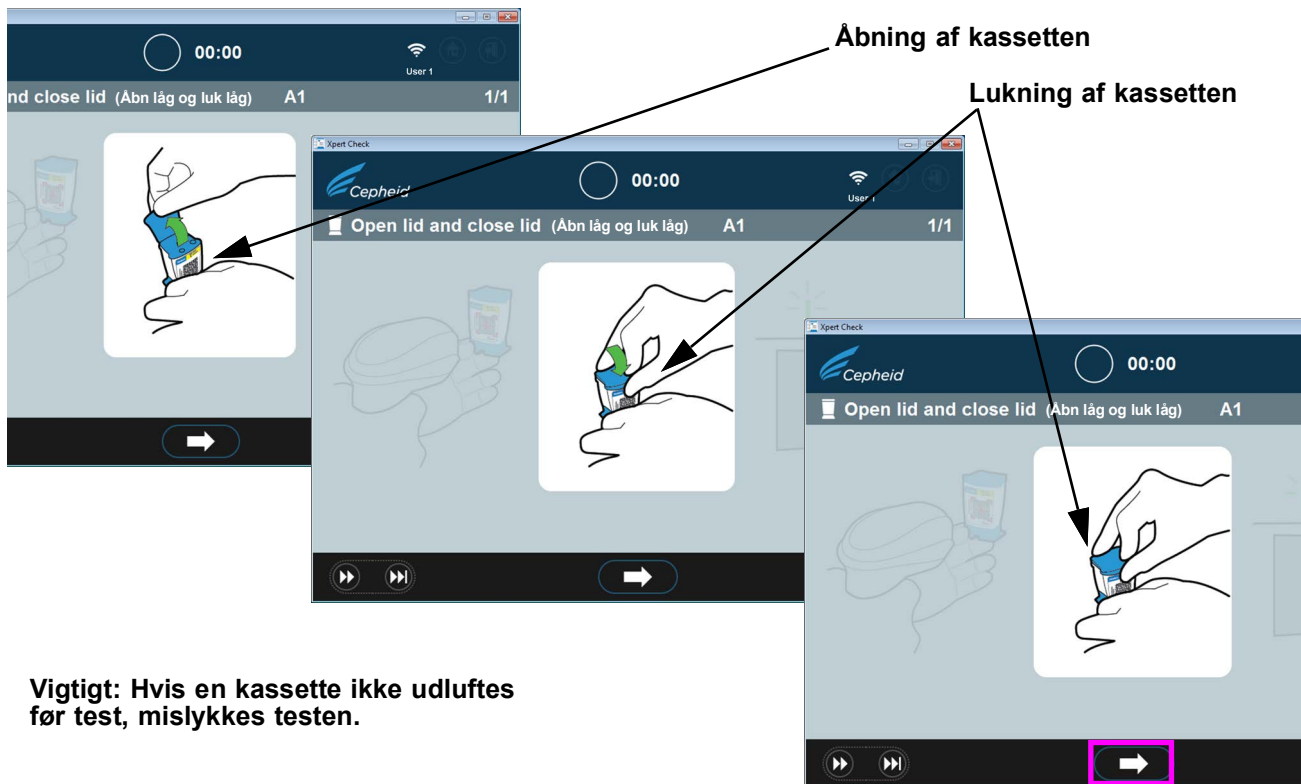 Åbning af kassetten
Lukning af kassetten
00:00
User 1
nd close lid (Åbn låg og luk låg) A1 1/1
Xpert Check
Cepheid
00:00
User 1
Open lid and close lid (Åbn låg og luk låg) A1 1/1
Xpert Check
Cepheid
00:00
Open lid and close lid (Åbn låg og luk låg) A1
Vigtigt: Hvis en kassette ikke udluftes
før test, mislykkes testen.